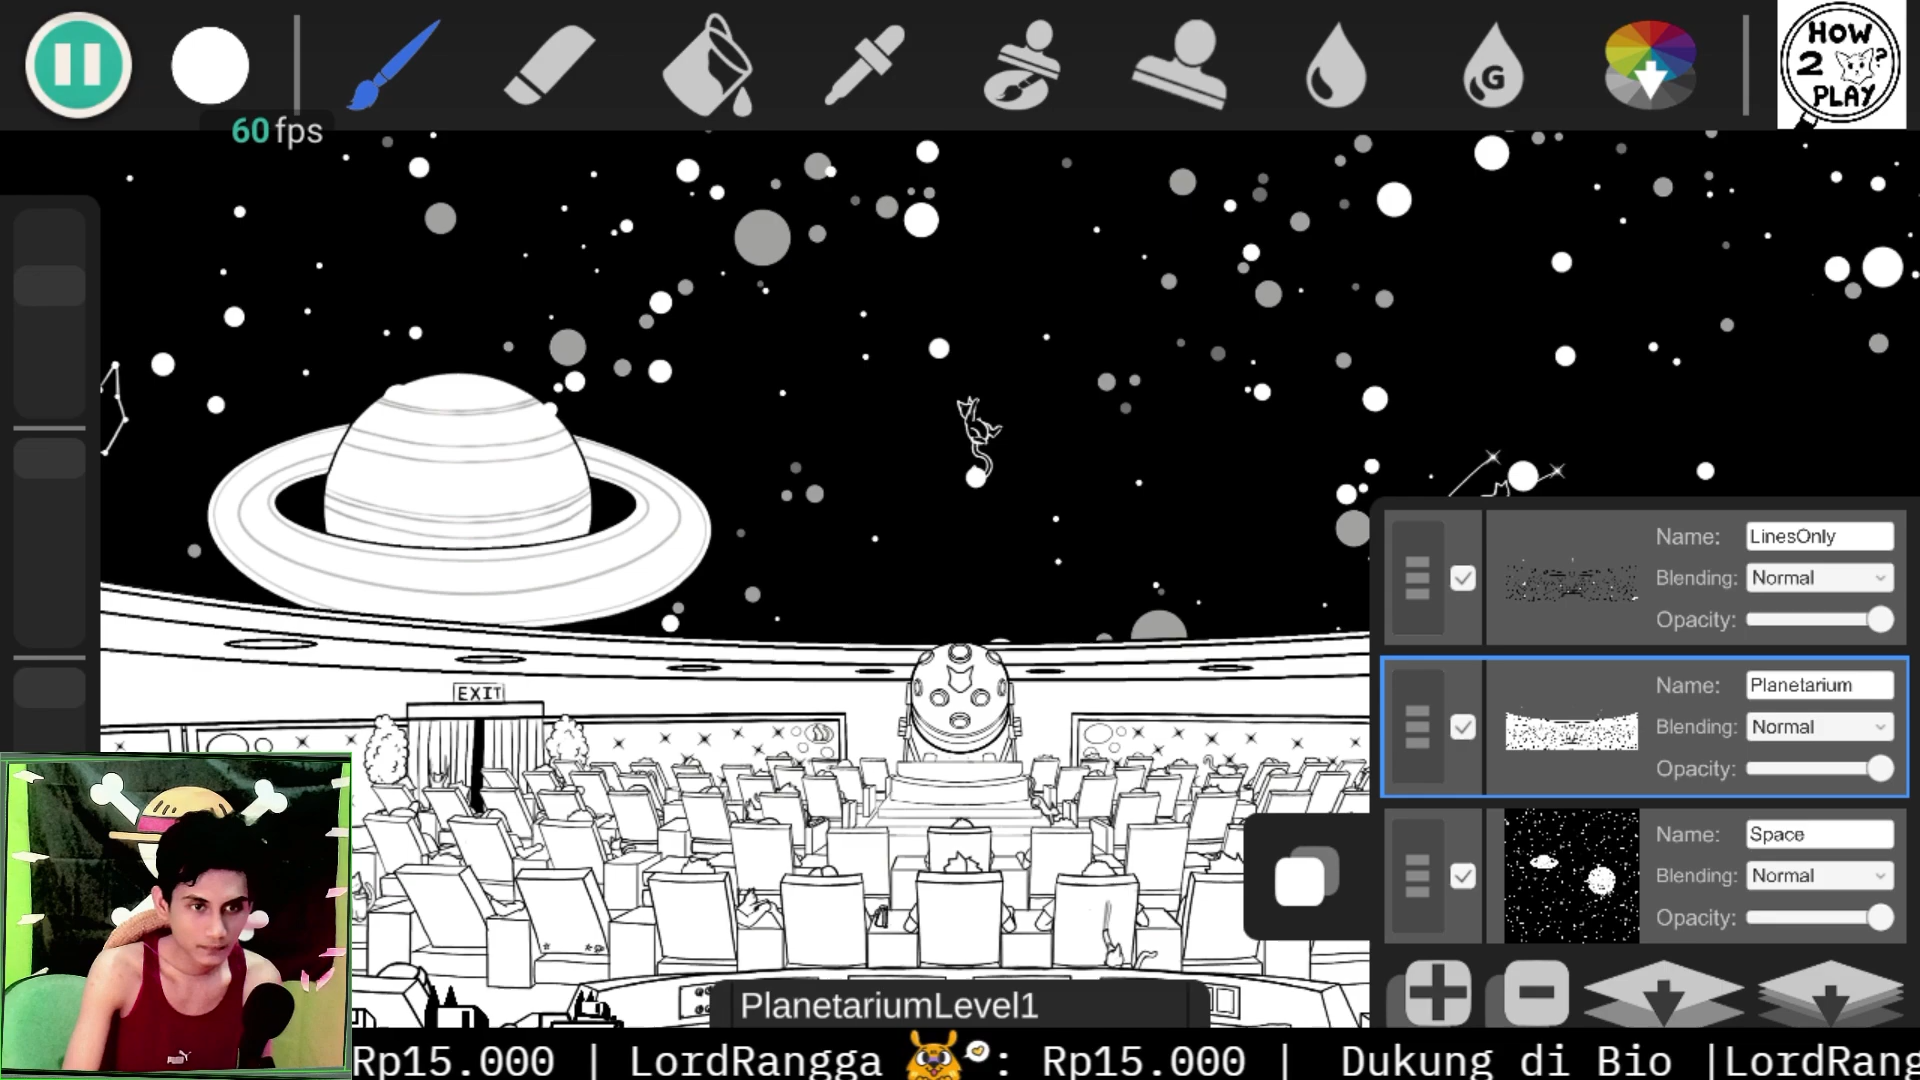 HOW
2 ?
PLAY
60 fps
G
EXIT
Name: LinesOnly
Blending: Normal
Opacity:
Name: Planetarium
Blending: Normal
Opacity:
Name: Space
Blending: Normal
Opacity:
PlanetariumLevel1
Rp15.000 | LordRangga : Rp15.000 | Dukung di Bio |LordRang